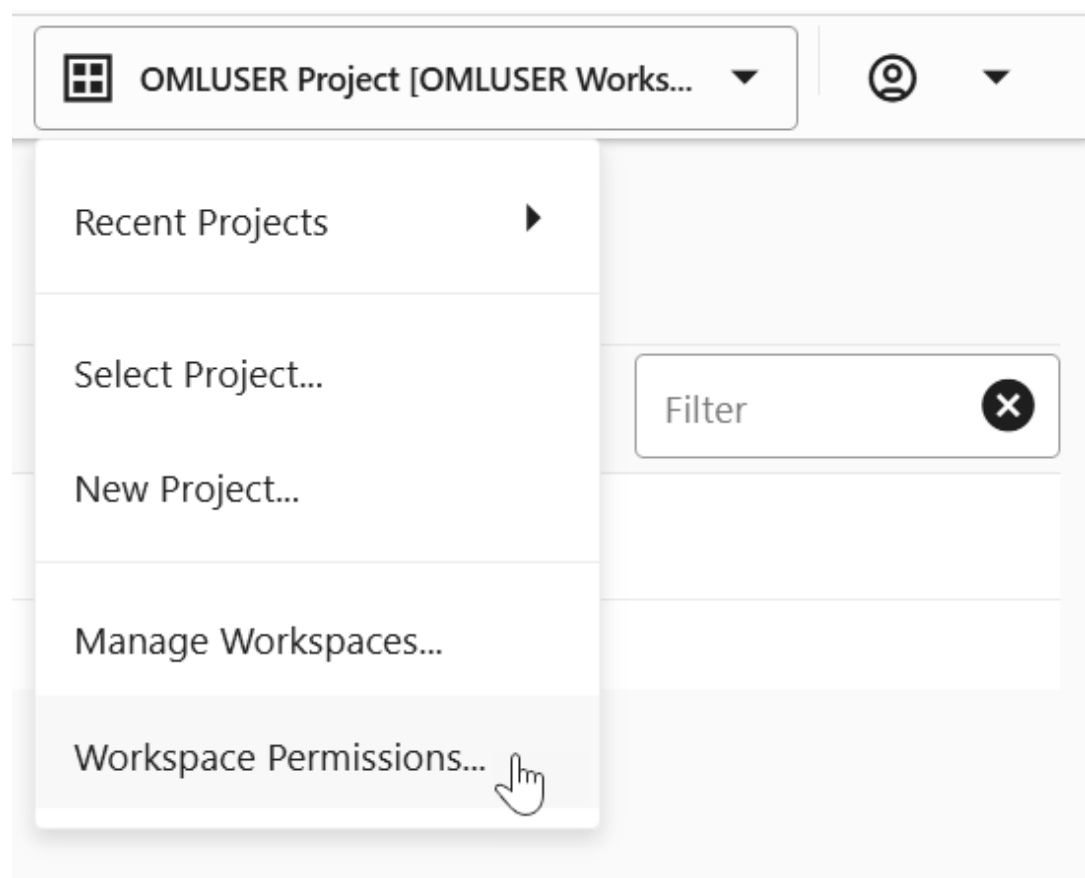 OMLUSER Project [OMLUSER Works...
Recent Projects
Select Project...
Filter
New Project...
Manage Workspaces...
Workspace Permissions...